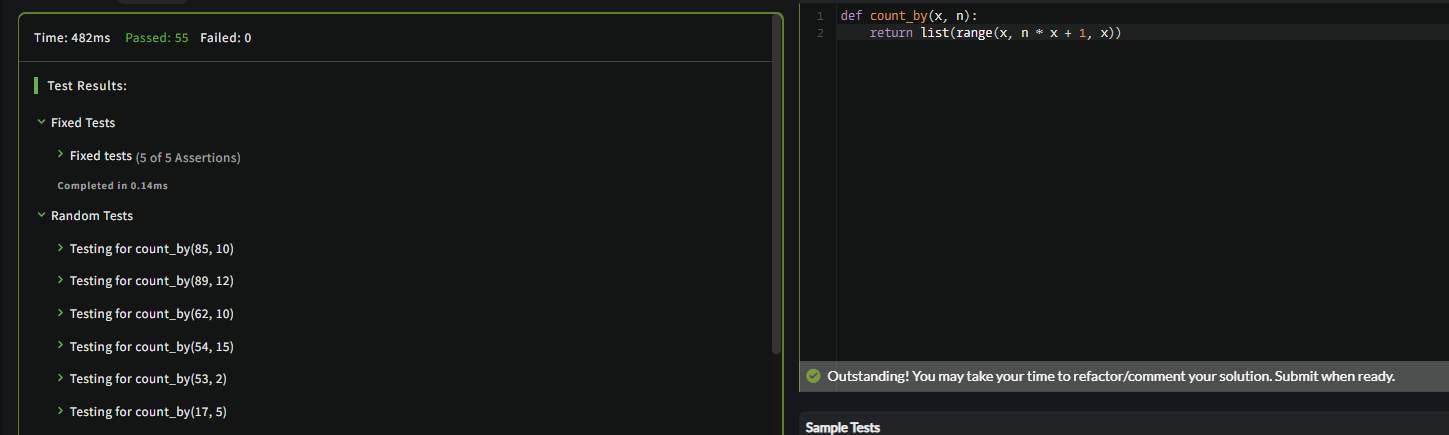 Time: 482ms Passed: 55 Failed: 0
Test Results:
Fixed Tests
Fixed tests (5 of 5 Assertions)
Completed in 0.14ms
Random Tests
Testing for count_by(85, 10)
Testing for count_by(89, 12)
Testing for count_by(62, 10)
Testing for count_by(54, 15)
Testing for count_by(53, 2)
Testing for count_by(17, 5)
1 def count_by(x, n):
2     return list(range(x, n * x + 1, x))
Outstanding! You may take your time to refactor/comment your solution. Submit when ready.
Sample Tests